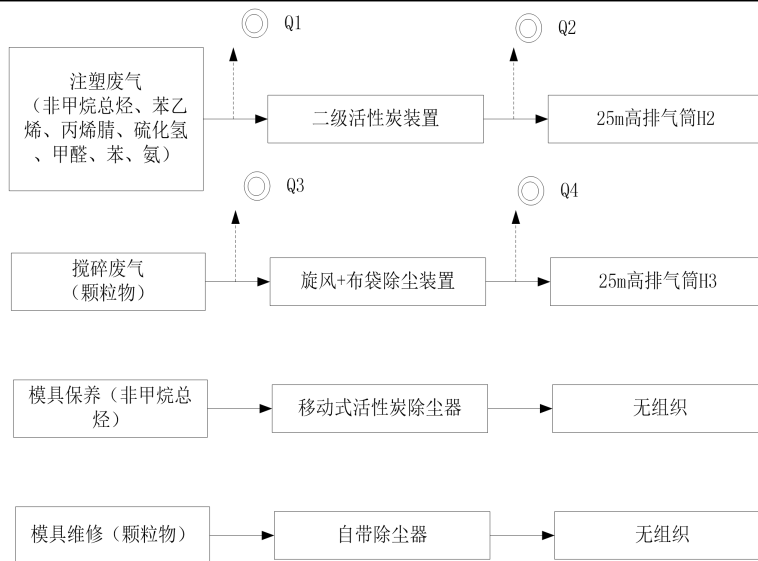 Q1
Q2
注塑废气
（非甲烷总烃、苯乙
烯、丙烯腈、硫化氢
、甲醛、苯、氨）
二级活性炭装置
25m高排气筒H2
Q3
Q4
搅碎废气
（颗粒物）
旋风+布袋除尘装置
25m高排气筒H3
模具保养（非甲烷总
烃）
移动式活性炭除尘器
无组织
模具维修（颗粒物）
自带除尘器
无组织